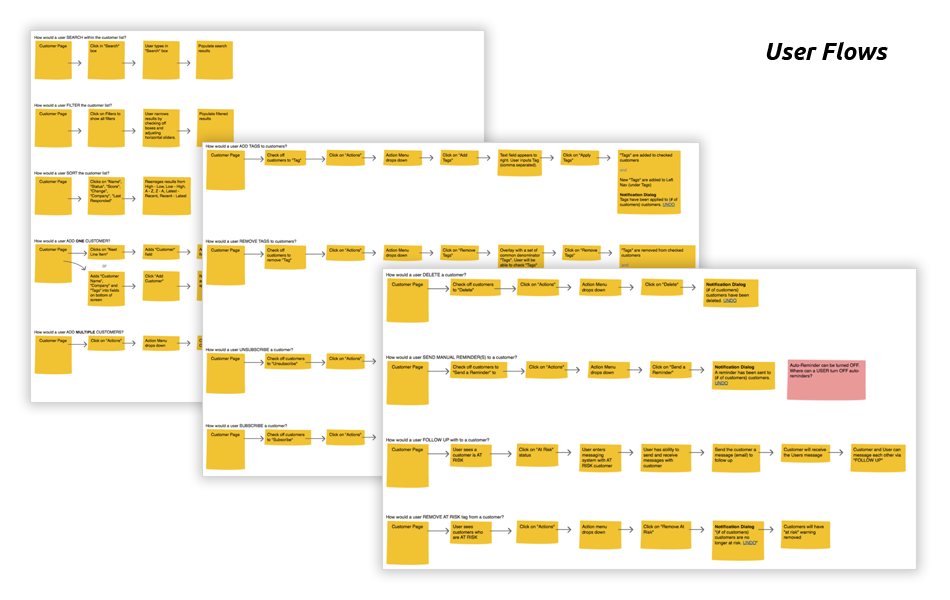 User Flows
How would a user SEARCH within the customer list?
Customer Page
Click in "Search"
box
User types in
"Search" box
Populate search
results
How would a user FILTER the customer list?
Customer Page
Click on Filters to
show all filters
User narrows
results by
checking off
boxes and
adjusting
horizontal sliders.
Populate filtered
results
How would a user SORT the customer list?
Customer Page
Clicks on "Name",
"Status", "Score",
"Change",
"Company", "Last
Responded"
Rearranges results from
High - Low, Low - High,
A - Z, Z - A, Latest -
Recent, Recent - Latest
How would a user ADD ONE CUSTOMER?
Customer Page
Clicks on "Next
Line Item"
Adds "Customer"
field
or
Adds "Customer
Name",
"Company" and
"Tags" into fields
on bottom of
screen
Click "Add
Customer"
How would a user ADD MULTIPLE CUSTOMERS?
Customer Page
Click on "Actions"
Action Menu
drops down
How would a user ADD TAGS to customers?
Customer Page
Check off
customers to "Tag"
Click on "Actions"
Action Menu
drops down
Click on "Add
Tags"
Text field appears to
right. User inputs Tag
(comma separated).
Click on "Apply
Tags"
"Tags" are added to checked
customers
and
New "Tags" are added to Left
Nav (under Tags)
Notification Dialog
Tags have been applied to (# of
customers) customers. UNDO
How would a user REMOVE TAGS to customers?
Customer Page
Check off
customers to
remove "Tag"
Click on "Actions"
Action Menu
drops down
Click on "Remove
Tags"
Overlay with a set of
common denominator
"Tags". User will be
able to check "Tags"
Click on "Remove
Tags"
"Tags" are removed from checked
customers
and
How would a user UNSUBSCRIBE a customer?
Customer Page
Check off customers
to "Unsubscribe"
Click on "Actions"
How would a user SUBSCRIBE a customer?
Customer Page
Check off customers
to "Subscribe"
Click on "Actions"
How would a user DELETE a customer?
Customer Page
Check off customers
to "Delete"
Click on "Actions"
Action Menu
drops down
Click on "Delete"
Notification Dialog
(# of customers)
customers have been
deleted. UNDO
How would a user SEND MANUAL REMINDER(S) to a customer?
Customer Page
Check off customers to
"Send a Reminder" to
Click on "Actions"
Action Menu
drops down
Click on "Send a
Reminder"
Notification Dialog
A reminder has been sent to
(# of customers) customers.
UNDO
Auto-Reminder can be turned OFF.
Where can a USER turn OFF auto-
reminders?
How would a user FOLLOW UP with to a customer?
Customer Page
User sees a
customer is AT
RISK
Click on "At Risk"
status
User enters
messaging
system with AT
RISK customer
User has ability to
send and receive
messages with
customer
Send the customer a
message (email) to
follow up
Customer will receive
the Users message
Customer and User can
message each other via
"FOLLOW UP"
How would a user REMOVE AT RISK tag from a customer?
Customer Page
User sees
customers who
are AT RISK
Click on "Actions"
Action menu
drops down
Click on "Remove At
Risk"
Notification Dialog
"(# of customers)
customers are no
longer at risk. UNDO"
Customers will have
"at risk" warning
removed